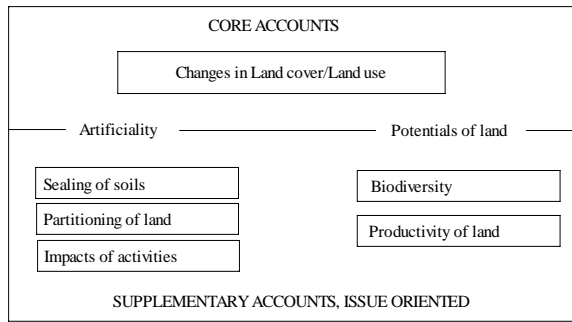 CORE ACCOUNTS
Changes in Land cover/Land use
Artificiality
Potentials of land
Sealing of soils
Partitioning of land
Impacts of activities
Biodiversity
Productivity of land
SUPPLEMENTARY ACCOUNTS, ISSUE ORIENTED